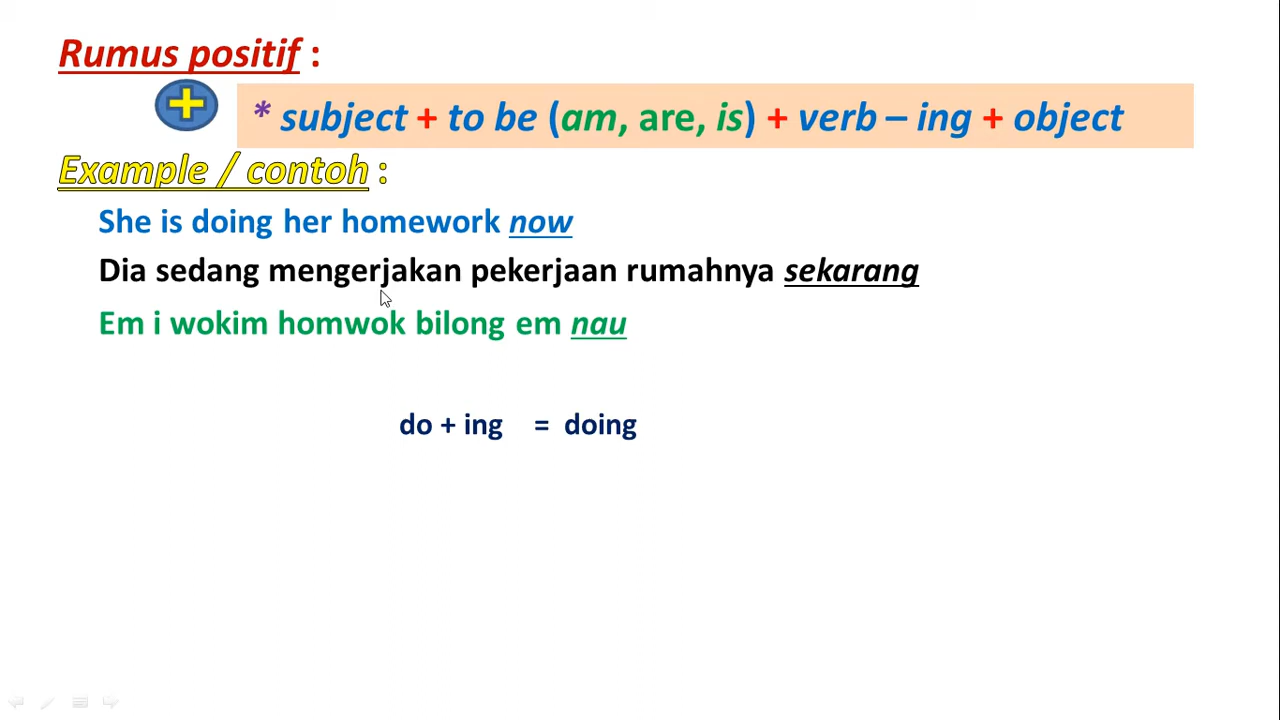 Rumus positif :
* subject + to be (am, are, is) + verb – ing + object
Example / contoh :
She is doing her homework now
Dia sedang mengerjakan pekerjaan rumahnya sekarang
Em i wokim homwok bilong em nau
do + ing = doing